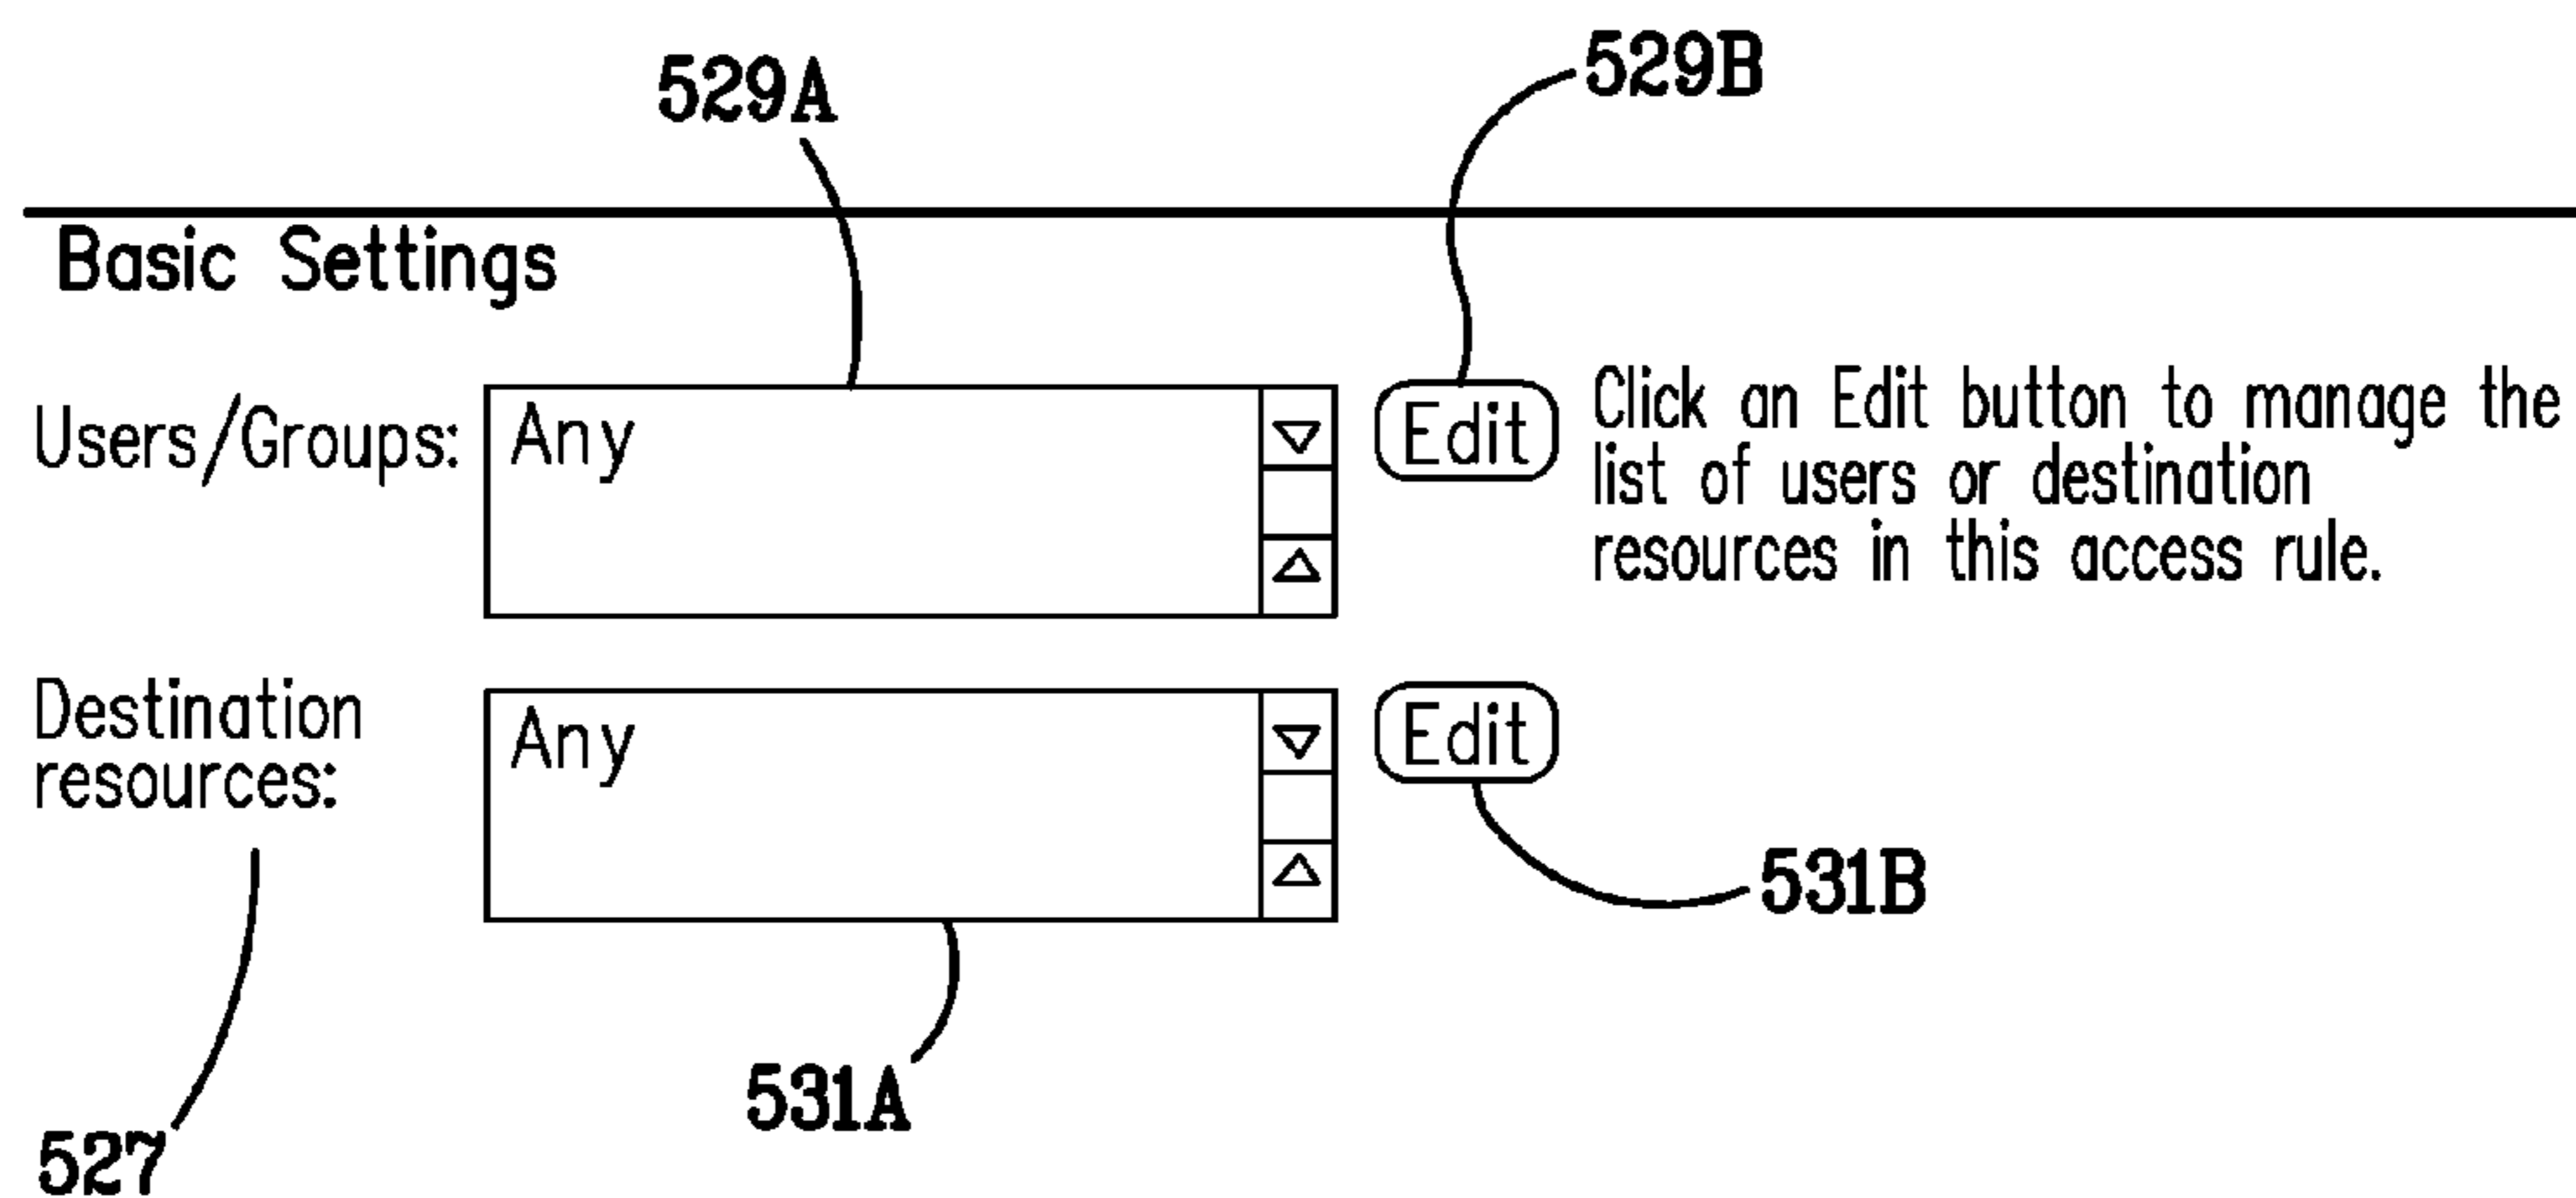 529A
529B
Basic Settings
Users/Groups:
Any
Edit
Click an Edit button to manage the
list of users or destination
resources in this access rule.
Destination
resources:
Any
Edit
531B
531A
527